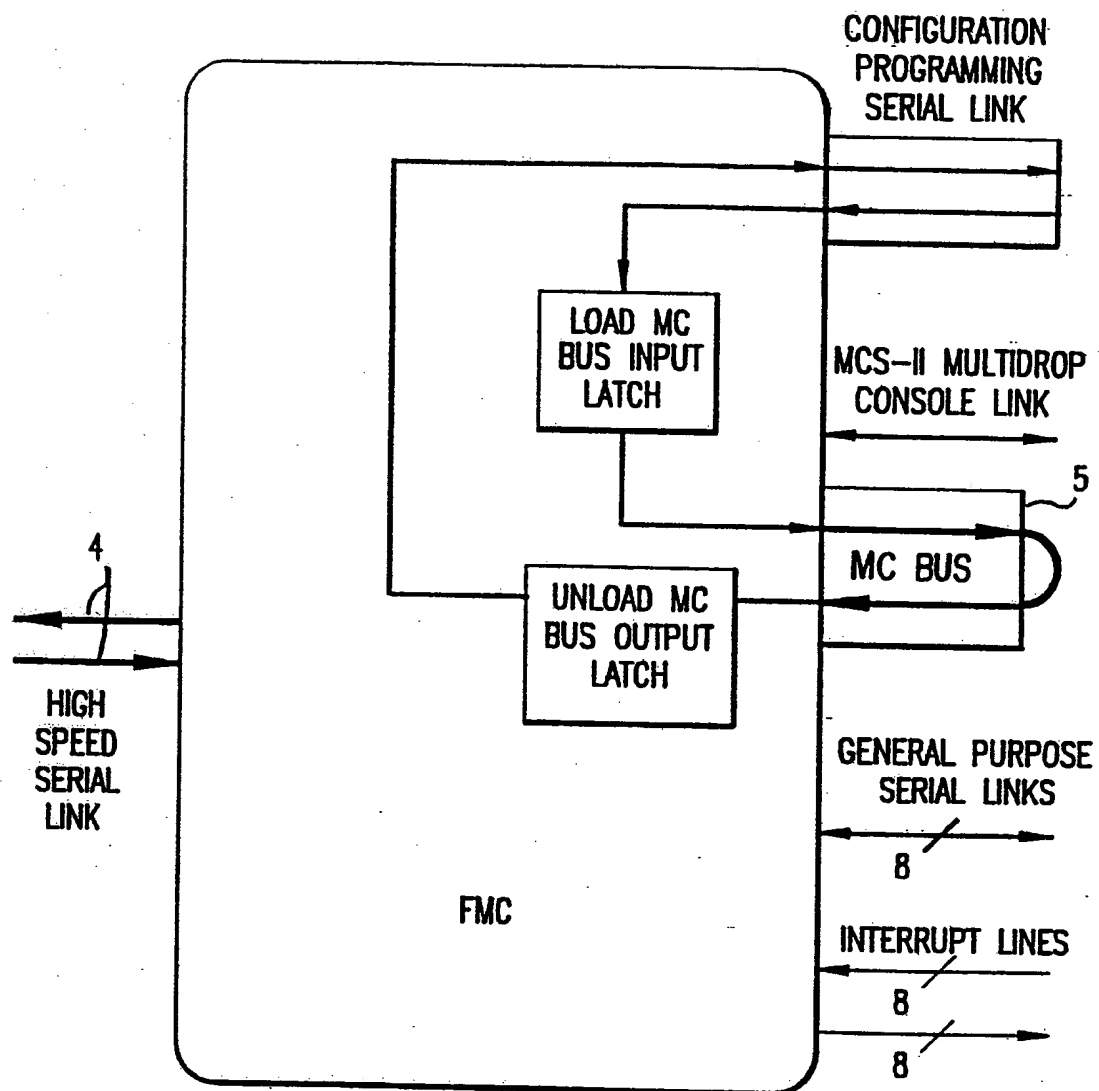 CONFIGURATION
PROGRAMMING
SERIAL LINK
LOAD MC
BUS INPUT
LATCH
MCS-II MULTIDROP
CONSOLE LINK
5
MC BUS
4
UNLOAD MC
BUS OUTPUT
LATCH
HIGH
SPEED
SERIAL
LINK
GENERAL PURPOSE
SERIAL LINKS
8
FMC
INTERRUPT LINES
8
8